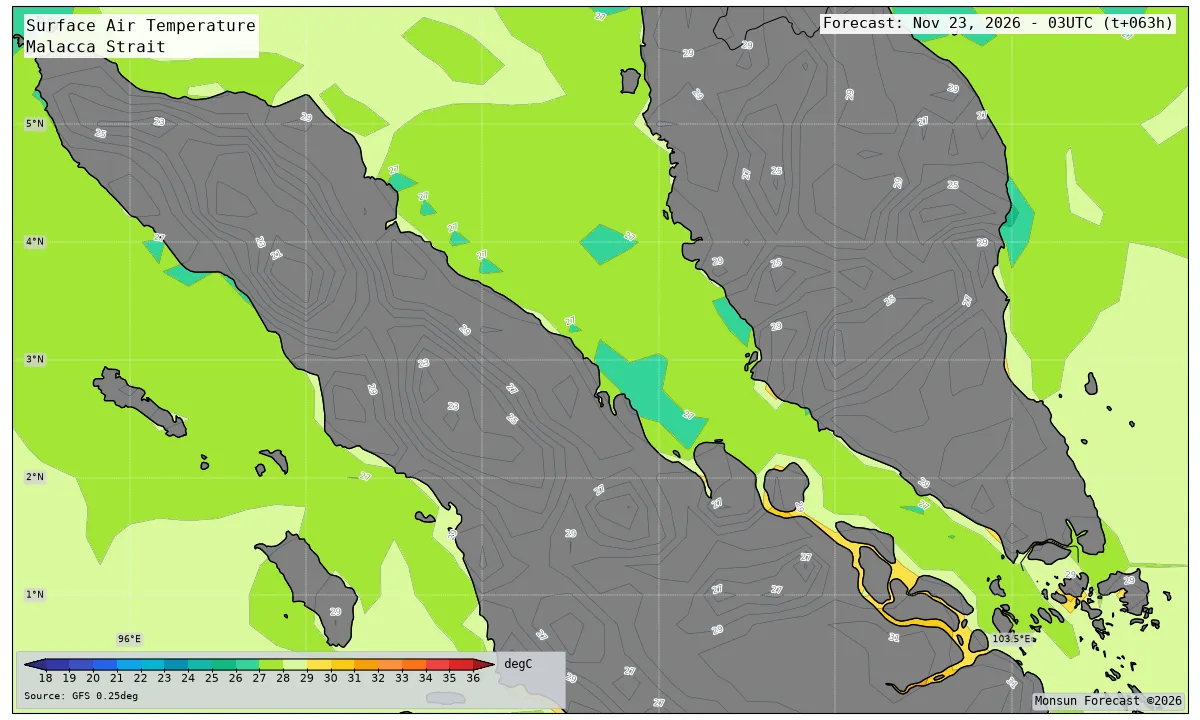 Surface Air Temperature
Malacca Strait
Forecast: Nov 23, 2026 - 03UTC (t+063h)
5°N
4°N
3°N
2°N
1°N
96°E
103.5°E
18 19 20 21 22 23 24 25 26 27 28 29 30 31 32 33 34 35 36
degC
Source: GFS 0.25deg
Monsun Forecast ©2026